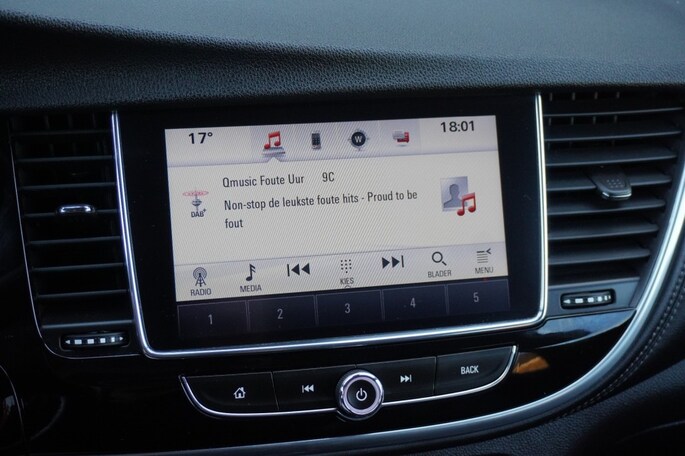 17°
W
18:01
Qmusic Foute Uur 9C
DAB+
Non-stop de leukste foute hits - Proud to be
fout
RADIO
MEDIA
KIES
BLADER
MENU
1 2 3 4 5
BACK